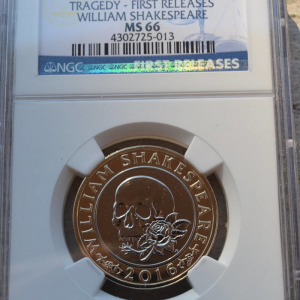 TRAGEDY - FIRST RELEASES
WILLIAM SHAKESPEARE
MS 66
4302725-013
NGC FIRST RELEASES
WILLIAM SHAKESPEARE
2016